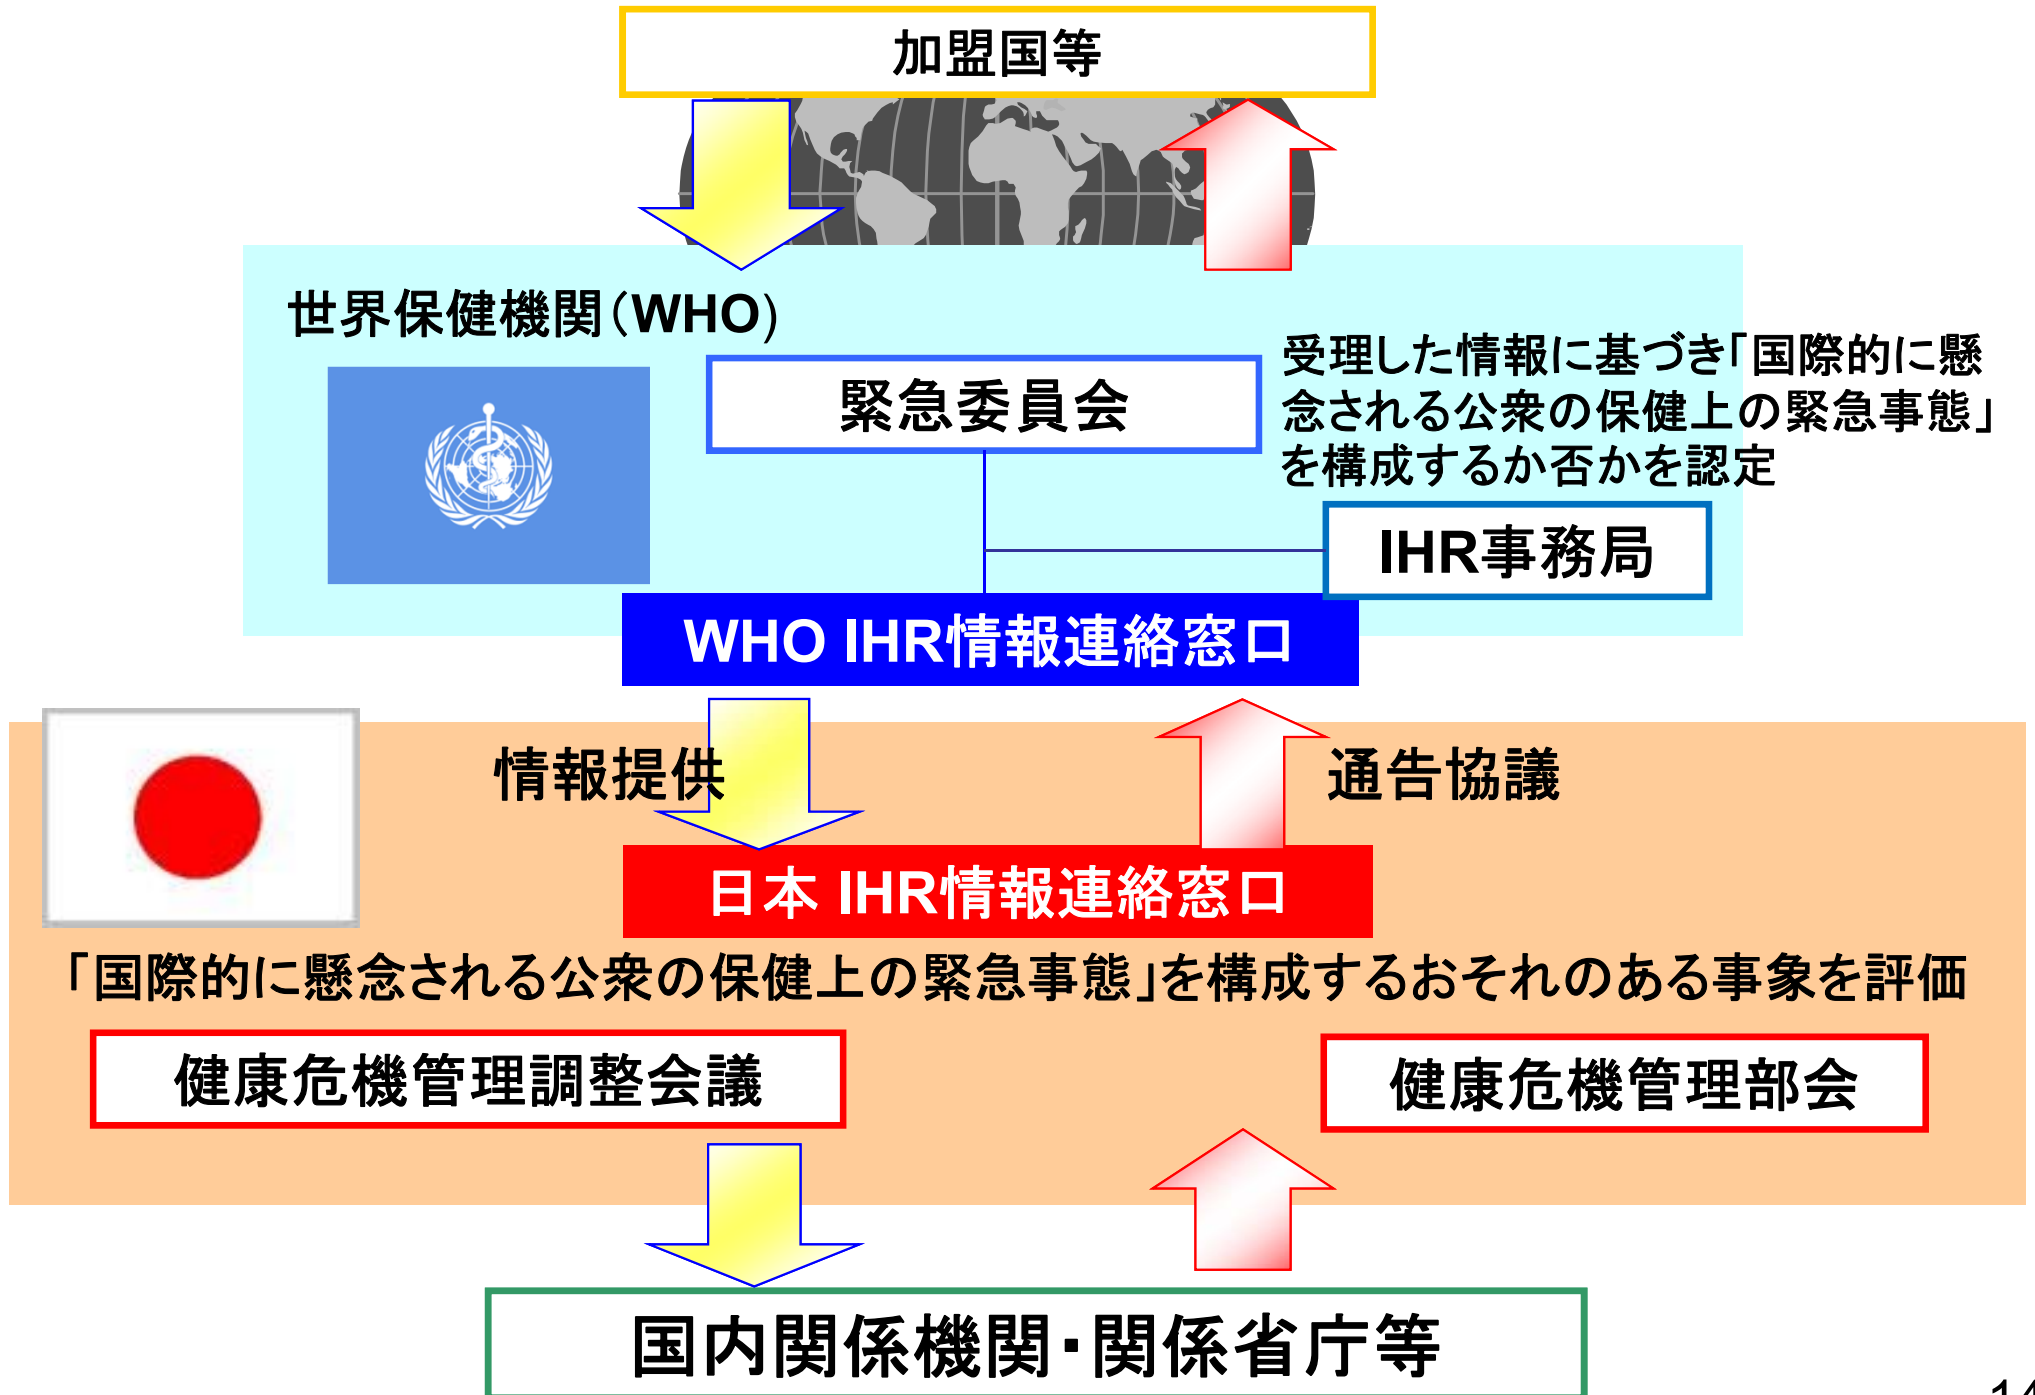 加盟国等
世界保健機関（WHO）
緊急委員会
受理した情報に基づき「国際的に懸
念される公衆の保健上の緊急事態」
を構成するか否かを認定
IHR事務局
WHO IHR情報連絡窓口
情報提供
通告協議
日本 IHR情報連絡窓口
「国際的に懸念される公衆の保健上の緊急事態」を構成するおそれのある事象を評価
健康危機管理調整会議
健康危機管理部会
国内関係機関・関係省庁等
14